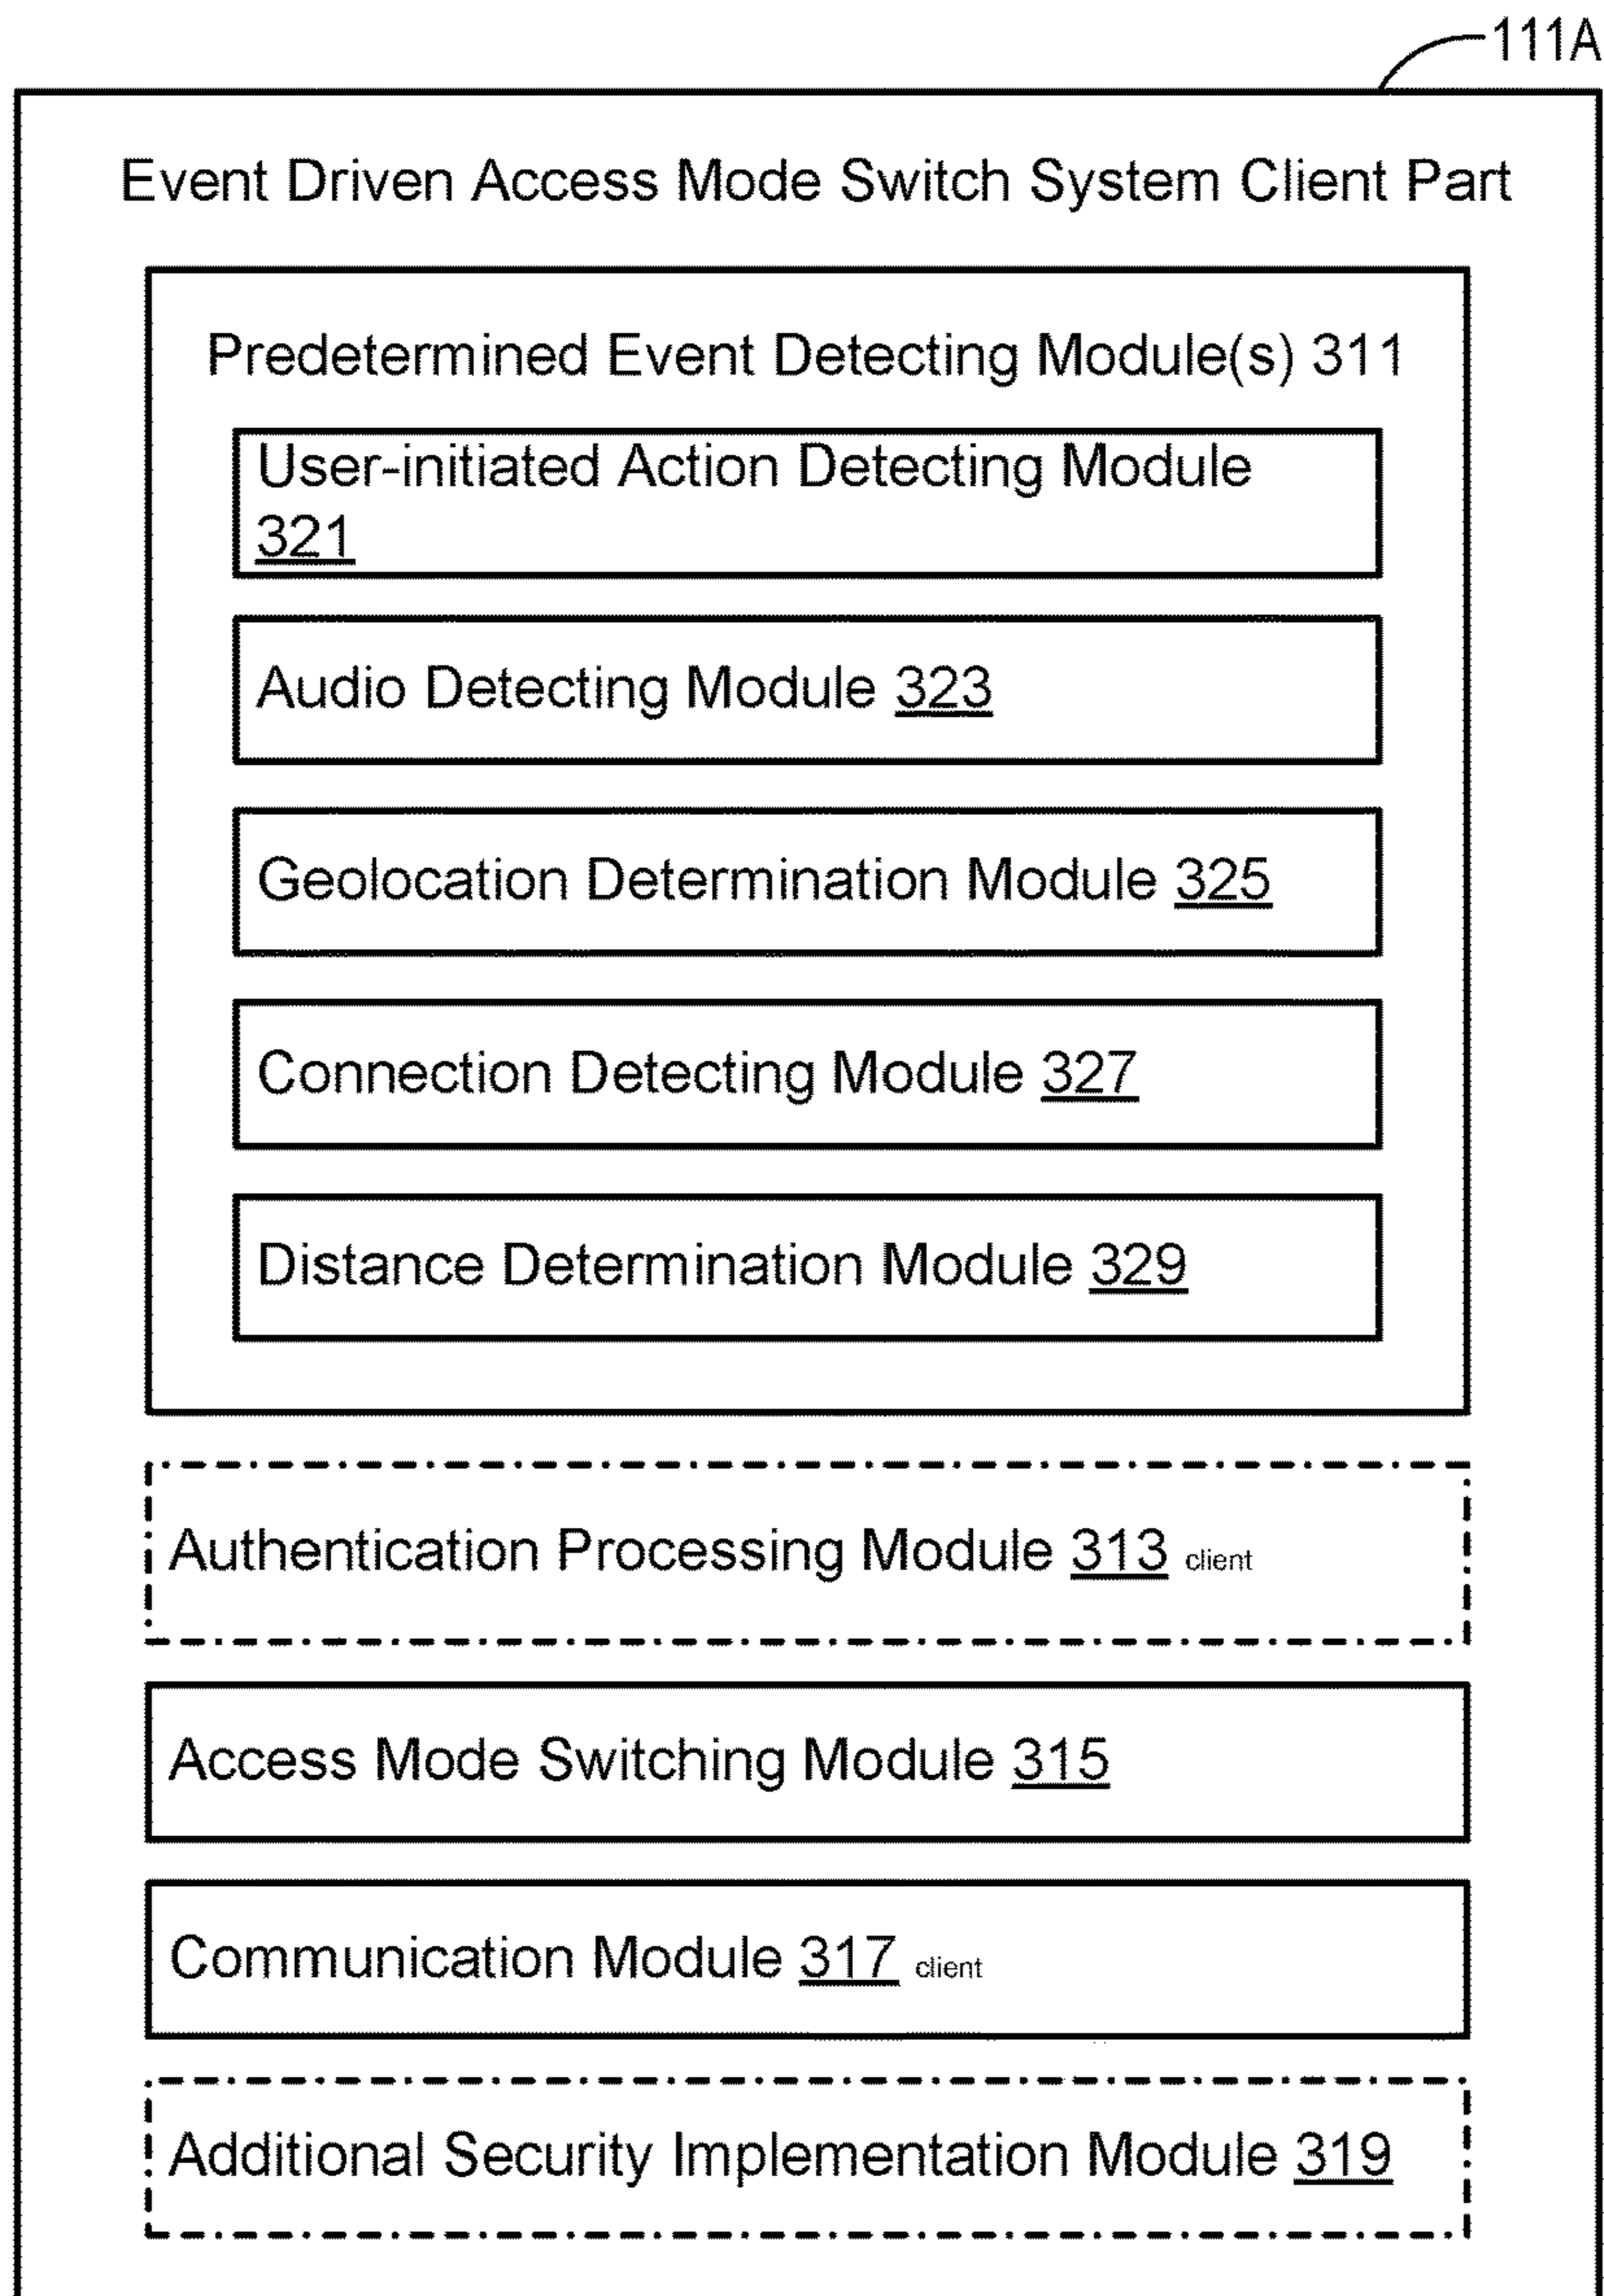 111A
Event Driven Access Mode Switch System Client Part
Predetermined Event Detecting Module(s) 311
User-initiated Action Detecting Module
321
Audio Detecting Module 323
Geolocation Determination Module 325
Connection Detecting Module 327
Distance Determination Module 329
Authentication Processing Module 313 client
Access Mode Switching Module 315
Communication Module 317 client
Additional Security Implementation Module 319